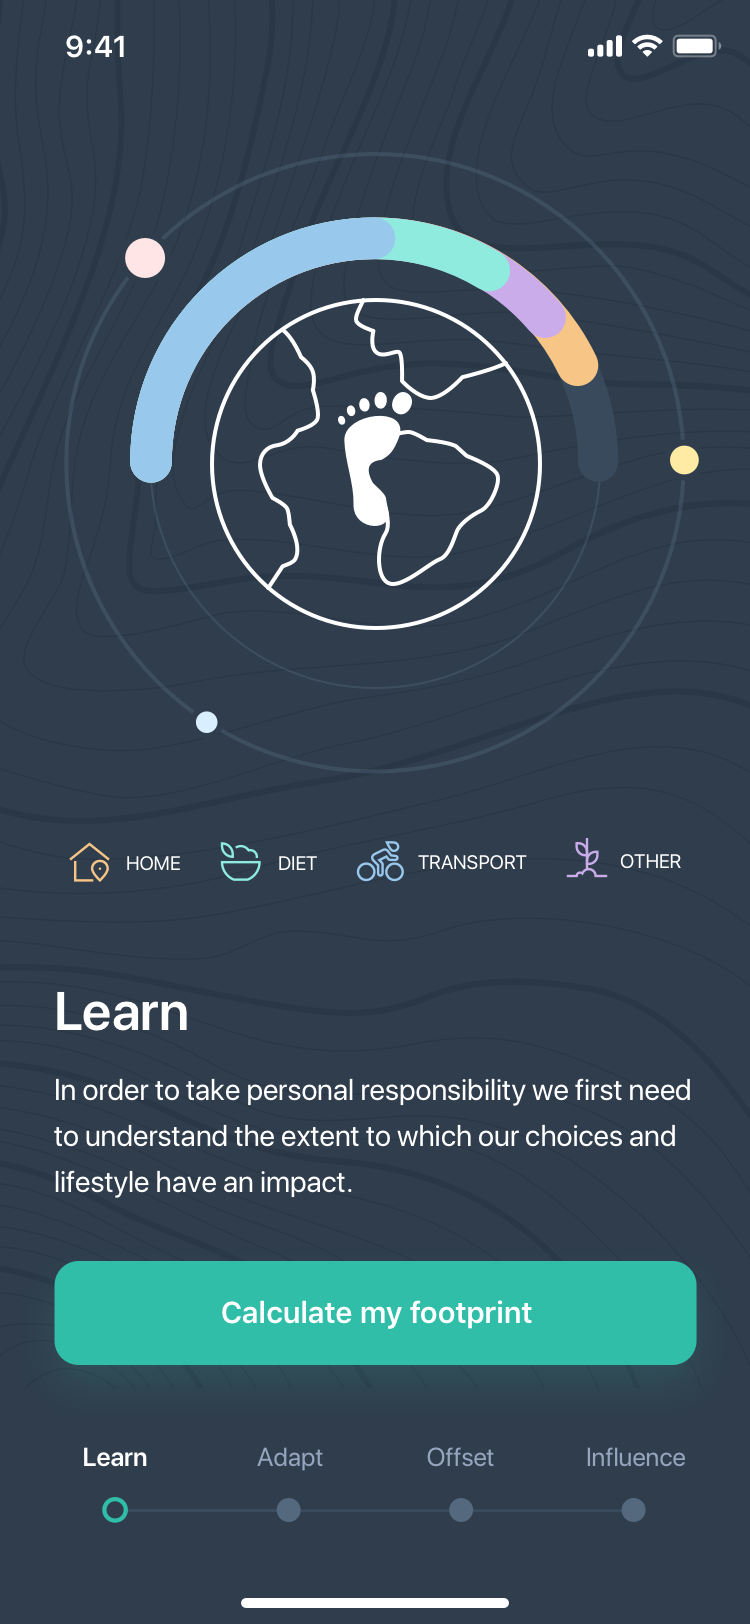 9:41
HOME
DIET
TRANSPORT
OTHER
Learn
In order to take personal responsibility we first need
to understand the extent to which our choices and
lifestyle have an impact.
Calculate my footprint
Learn
Adapt
Offset
Influence